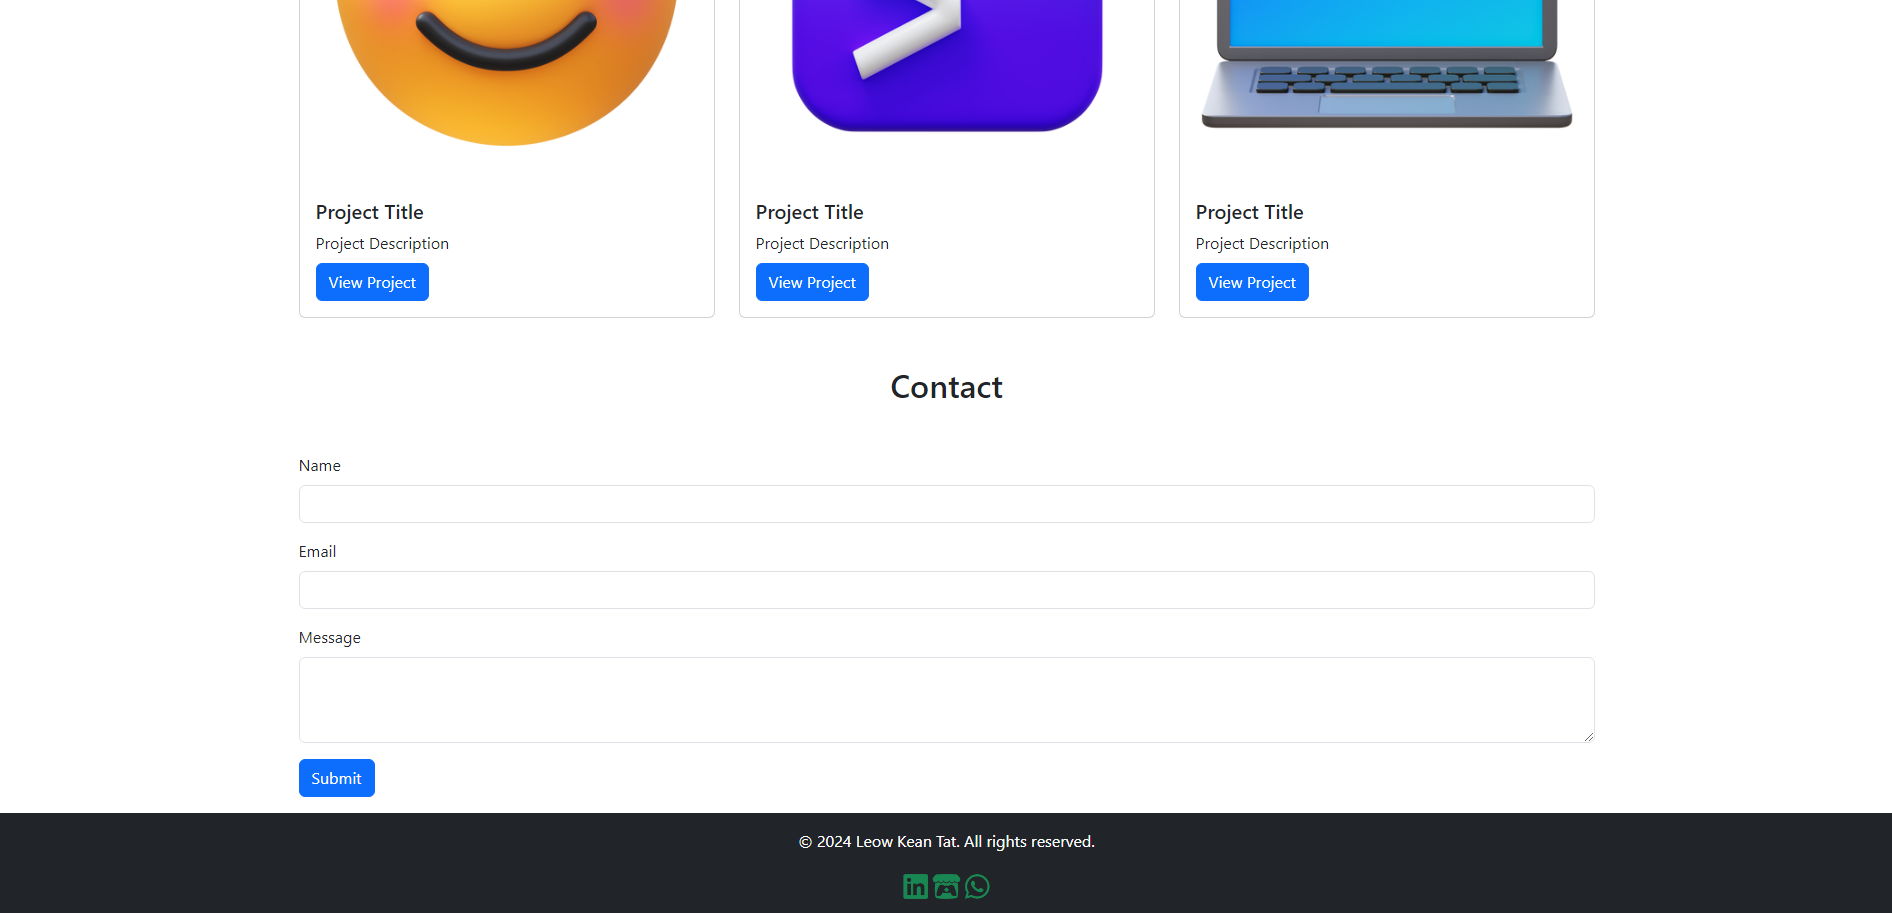 Project Title
Project Description
View Project
Project Title
Project Description
View Project
Project Title
Project Description
View Project
Contact
Name
Email
Message
Submit
© 2024 Leow Kean Tat. All rights reserved.
in